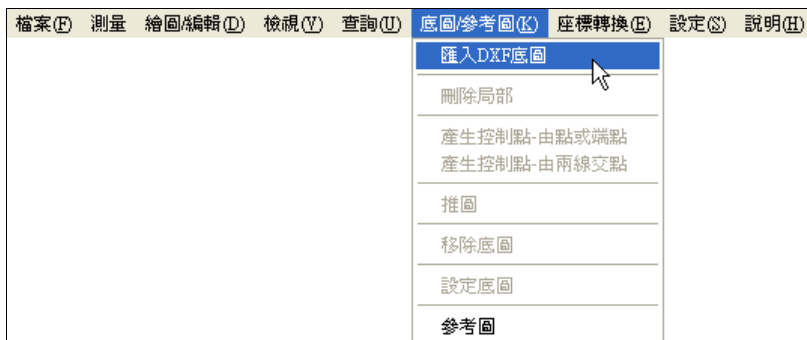 檔案(F) 測量 繪圖/編輯(D) 檢視(V) 查詢(U) 底圖/參考圖(K) 座標轉換(E) 設定(S) 說明(H)
匯入DXF底圖
刪除局部
產生控制點-由點或端點
產生控制點-由兩線交點
推圖
移除底圖
設定底圖
參考圖